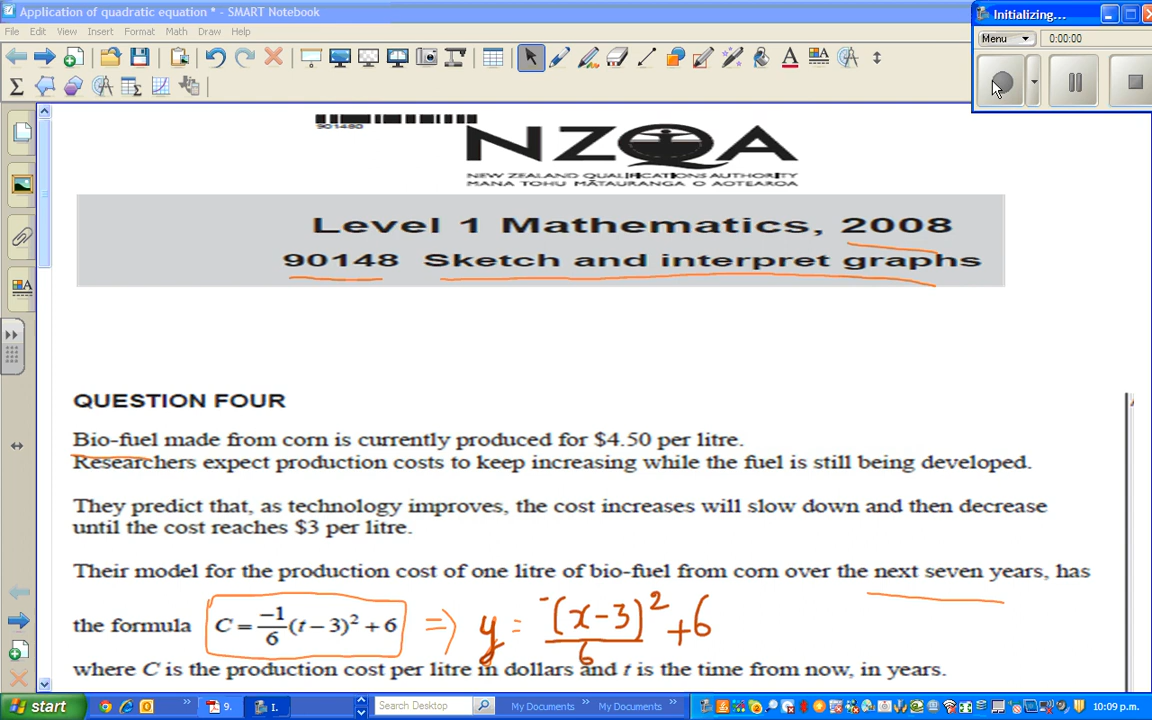 Application of quadratic equation * - SMART Notebook
File Edit View Insert Format Math Draw Help
Initializing...
Menu 0:00:00
901480
NZQA
NEW ZEALAND QUALIFICATIONS AUTHORITY
MANA TOHU MĀTAURANGA O AOTEAROA
Level 1 Mathematics, 2008
90148 Sketch and interpret graphs
QUESTION FOUR
Bio-fuel made from corn is currently produced for $4.50 per litre.
Researchers expect production costs to keep increasing while the fuel is still being developed.
They predict that, as technology improves, the cost increases will slow down and then decrease
until the cost reaches $3 per litre.
Their model for the production cost of one litre of bio-fuel from corn over the next seven years, has
the formula C = -1/6 (t − 3)² + 6 ⇒ y = -(x-3)²/6 + 6
where C is the production cost per litre in dollars and t is the time from now, in years.
start 9. I. Search Desktop My Documents » My Documents » 10:09 p.m.